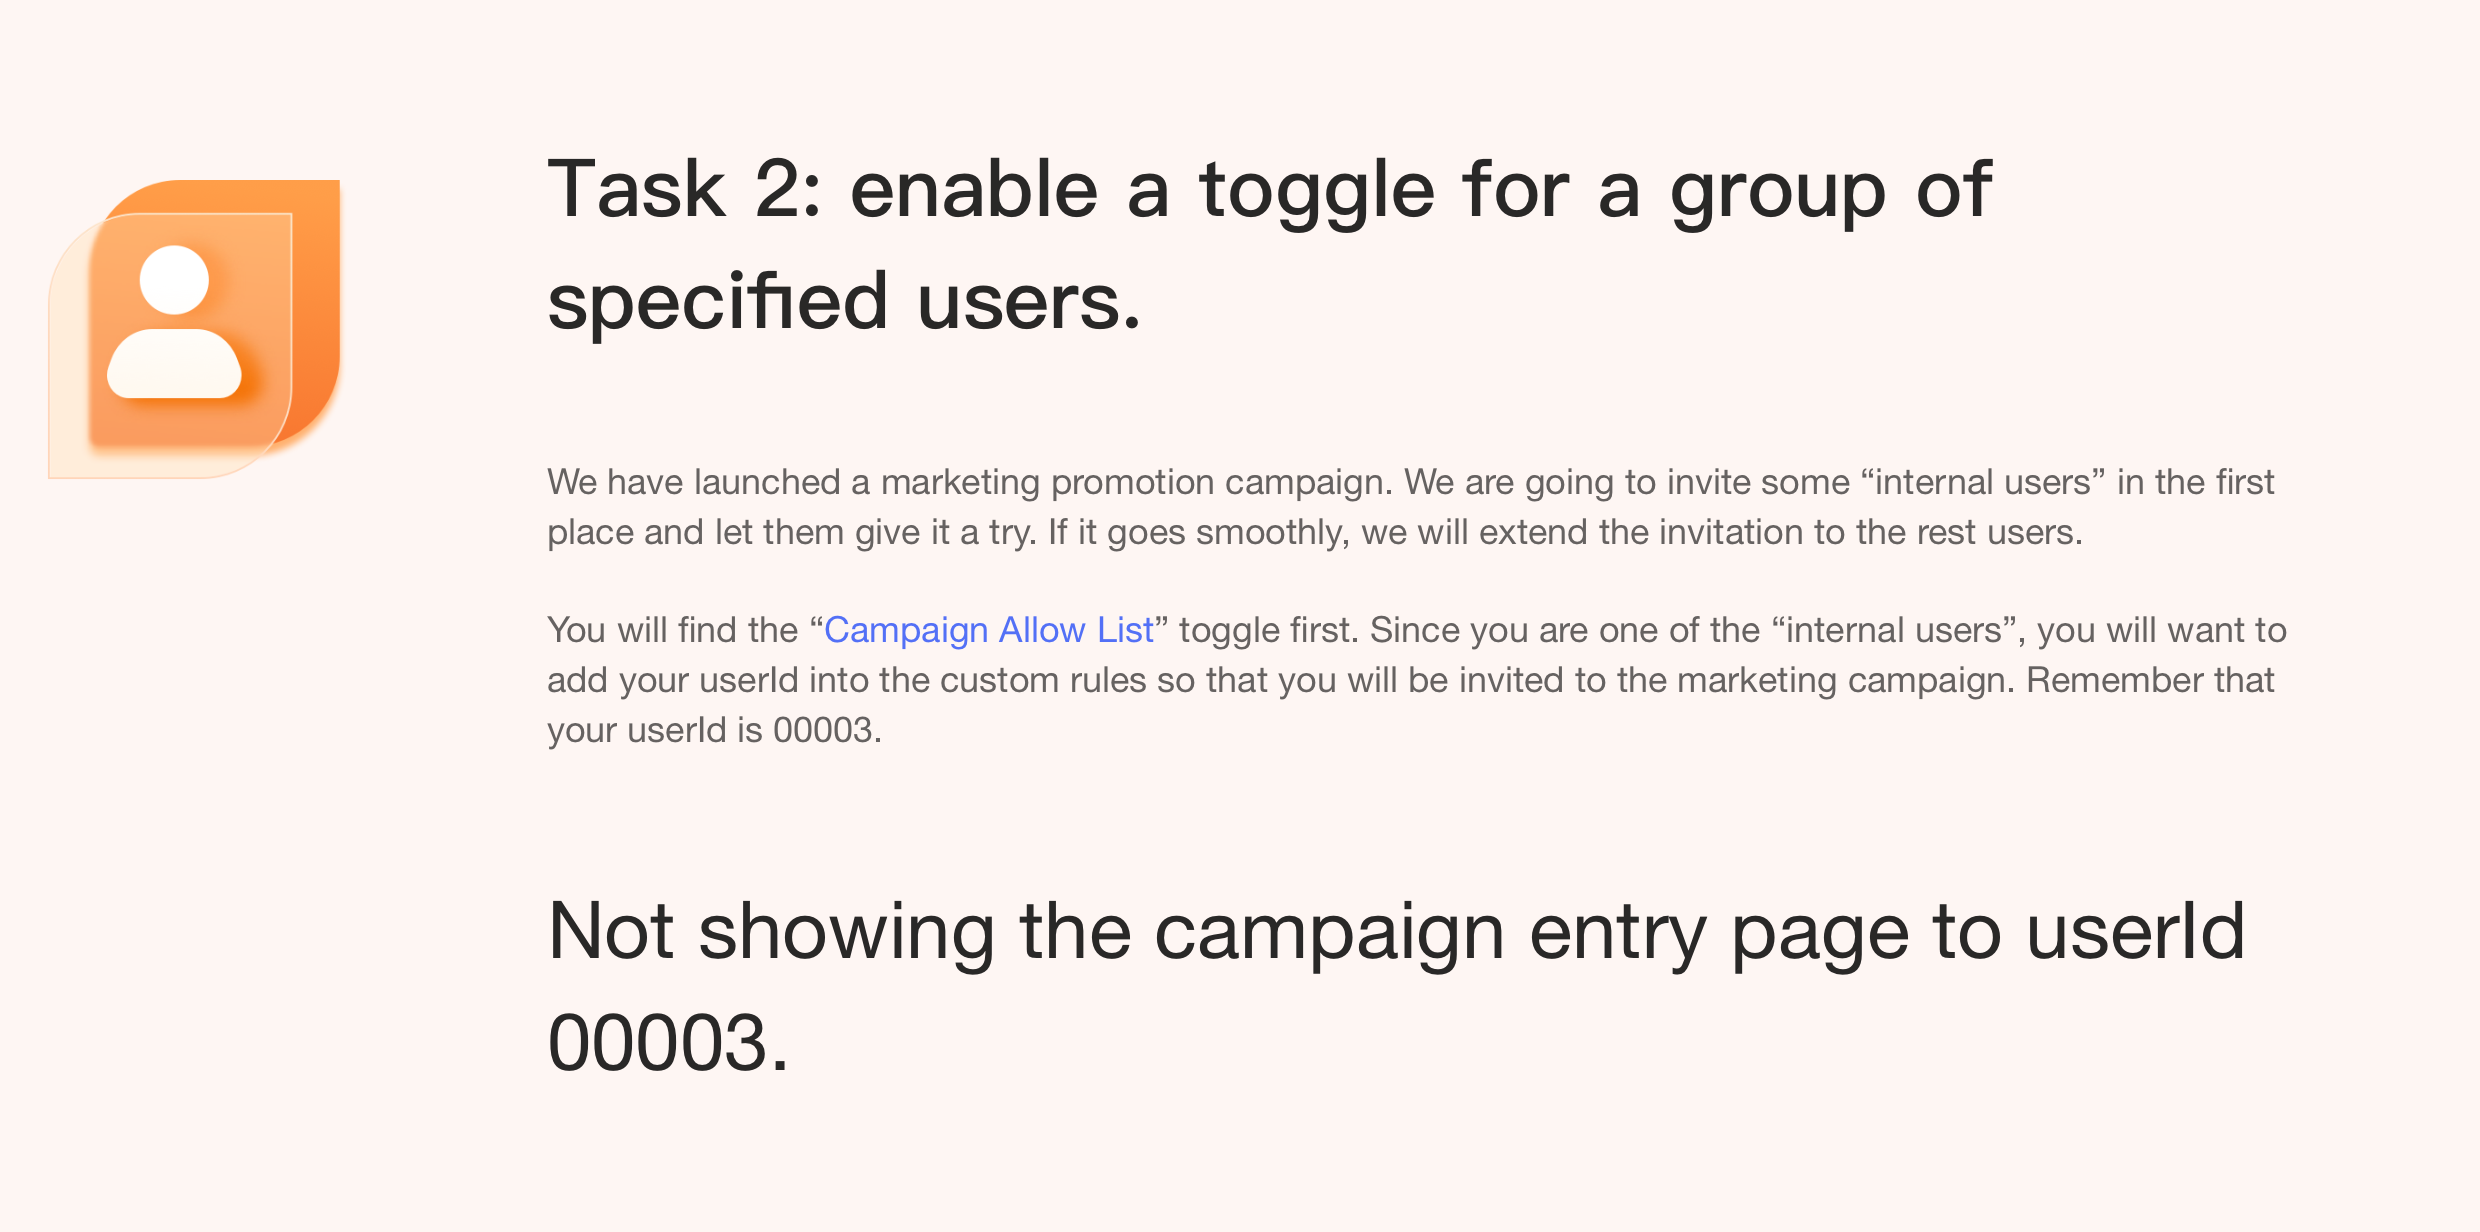 Task 2: enable a toggle for a group of
specified users.
We have launched a marketing promotion campaign. We are going to invite some “internal users” in the first
place and let them give it a try. If it goes smoothly, we will extend the invitation to the rest users.
You will find the “Campaign Allow List” toggle first. Since you are one of the “internal users”, you will want to
add your userId into the custom rules so that you will be invited to the marketing campaign. Remember that
your userId is 00003.
Not showing the campaign entry page to userId
00003.